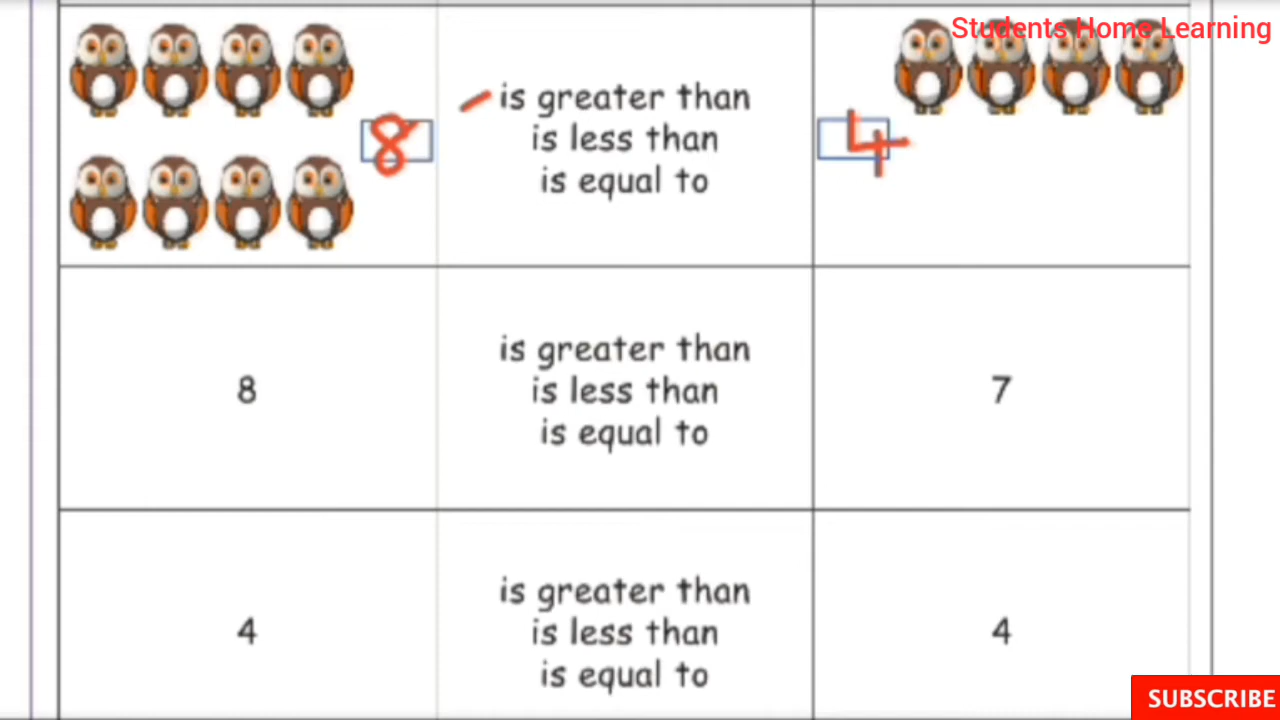 Students Home Learning
is greater than
8 is less than 4
is equal to
is greater than
8 is less than 7
is equal to
is greater than
4 is less than 4
is equal to
SUBSCRIBE